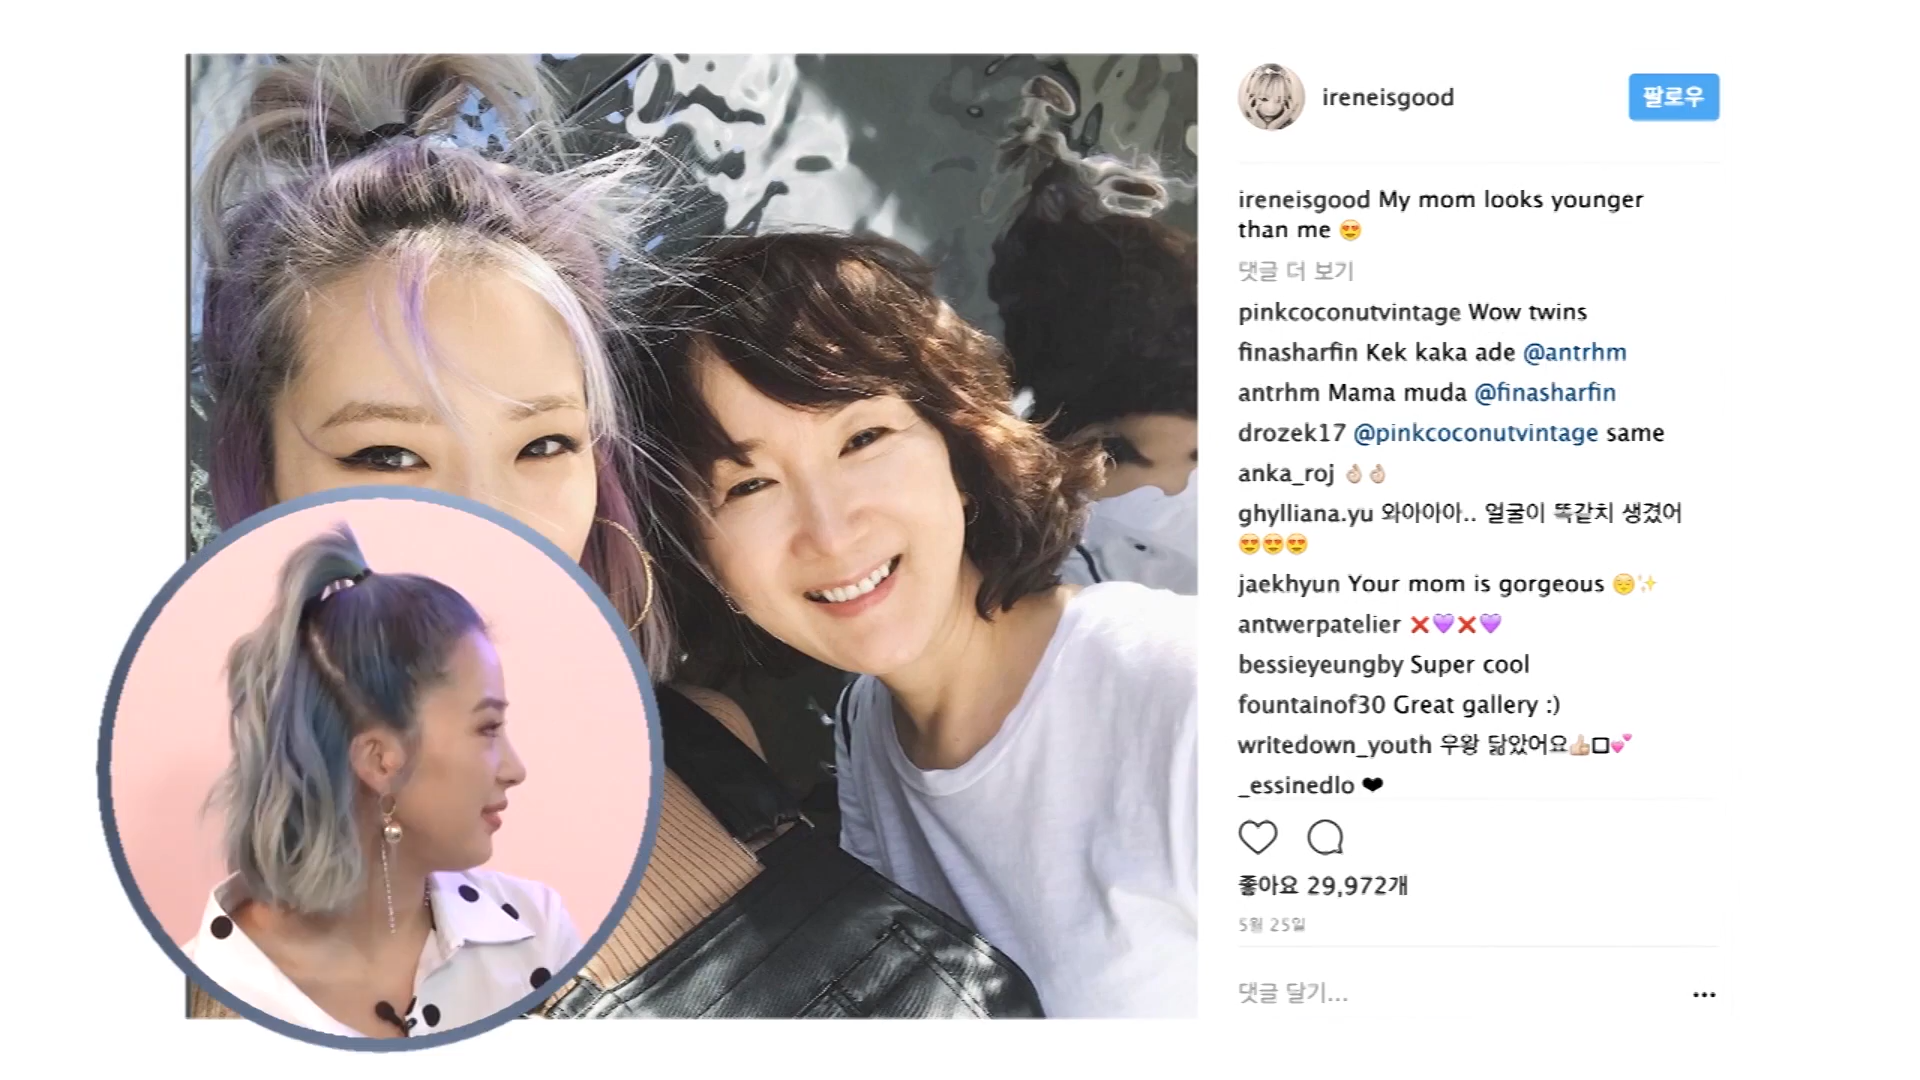 ireneisgood
팔로우
ireneisgood My mom looks younger
than me 😍
댓글 더 보기
pinkcoconutvintage Wow twins
finasharfin Kek kaka ade @antrhm
antrhm Mama muda @finasharfin
drozek17 @pinkcoconutvintage same
anka_roj 👌🏻👌🏻
ghylliana.yu 와아아아.. 얼굴이 똑같치 생겼어
😍😍😍
jaekhyun Your mom is gorgeous 😌✨
antwerpatelier ❌💜❌💜
bessieyeungby Super cool
fountainof30 Great gallery :)
writedown_youth 우왕 닮았어요👍🏻□💕
_essinedlo ❤
좋아요 29,972개
5월 25일
댓글 달기...